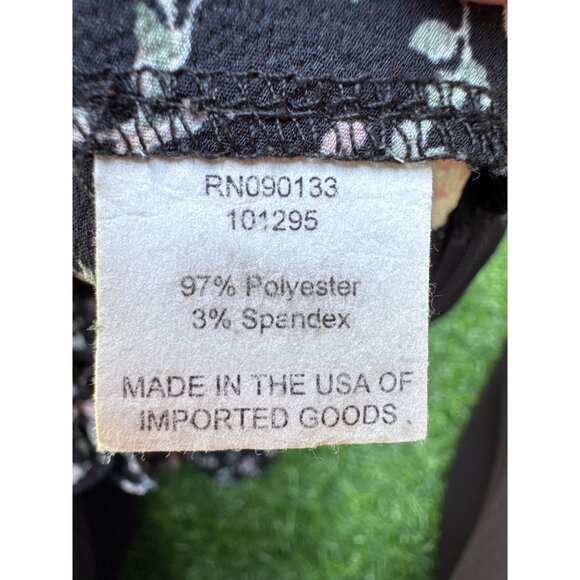 RN090133
101295
97% Polyester
3% Spandex
MADE IN THE USA OF
IMPORTED GOODS.